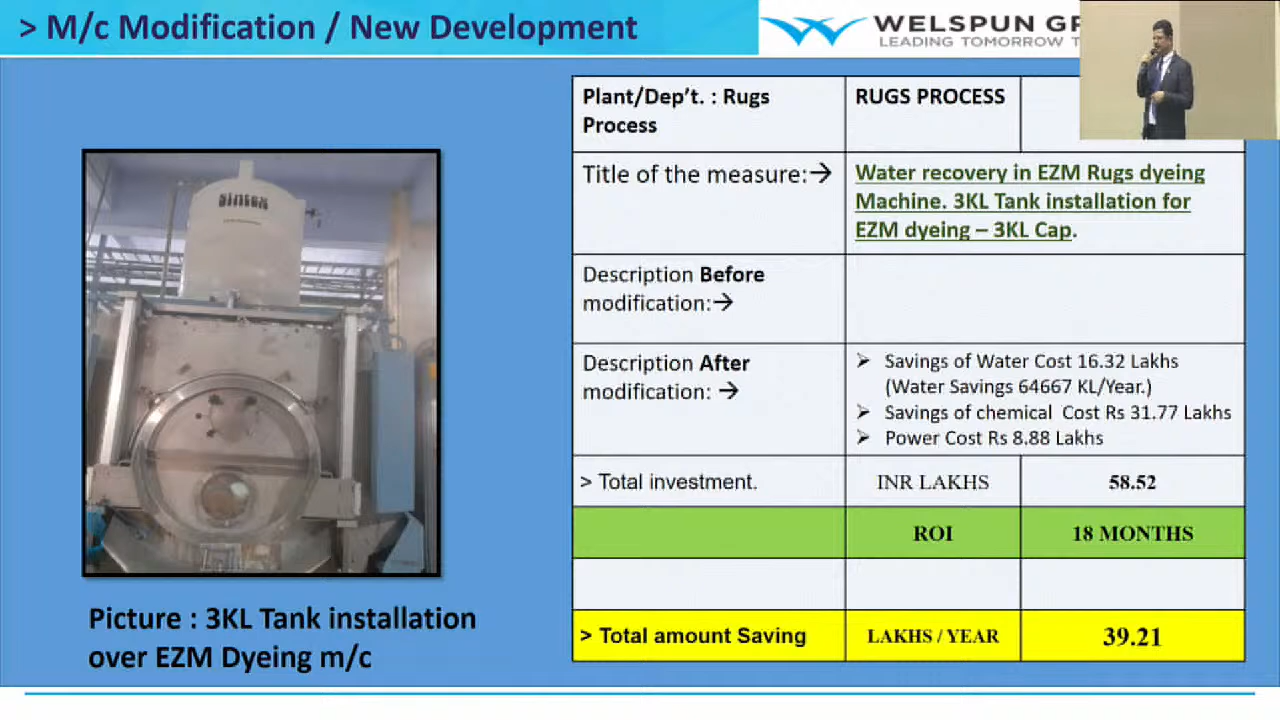 > M/c Modification / New Development
WELSPUN GR
LEADING TOMORROW T
Plant/Dep’t. : Rugs
Process
RUGS PROCESS
Title of the measure:→
Water recovery in EZM Rugs dyeing
Machine. 3KL Tank installation for
EZM dyeing – 3KL Cap.
Description Before
modification:→
Description After
modification: →
➢ Savings of Water Cost 16.32 Lakhs
(Water Savings 64667 KL/Year.)
➢ Savings of chemical Cost Rs 31.77 Lakhs
➢ Power Cost Rs 8.88 Lakhs
> Total investment.
INR LAKHS
58.52
ROI
18 MONTHS
> Total amount Saving
LAKHS / YEAR
39.21
sintex
Picture : 3KL Tank installation
over EZM Dyeing m/c